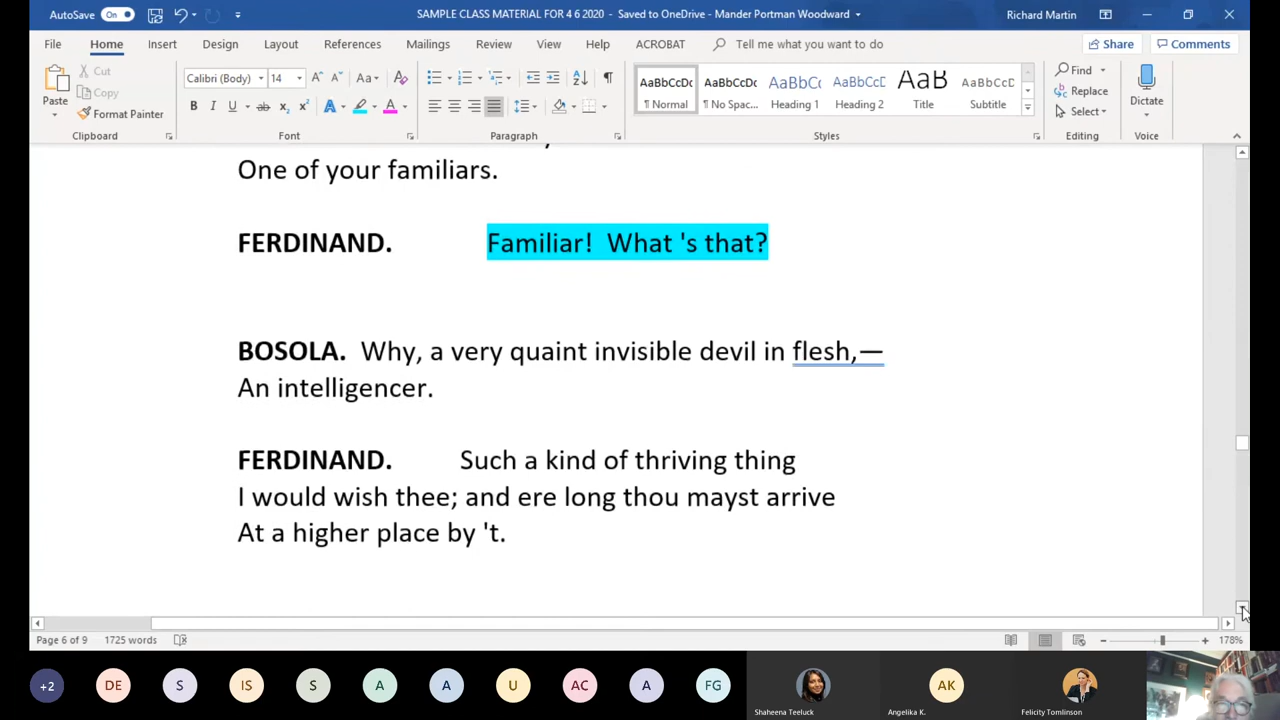 AutoSave On SAMPLE CLASS MATERIAL FOR 4 6 2020 - Saved to OneDrive - Mander Portman Woodward Richard Martin
File Home Insert Design Layout References Mailings Review View Help ACROBAT Tell me what you want to do Share Comments
Paste
Cut
Copy
Format Painter
Clipboard
Calibri (Body) 14 Aa
B I U ab x2 x2 A A
Font
Paragraph
AaBbCcDc AaBbCcDc AaBbC( AaBbCcE AaB AaBbCcD
¶ Normal ¶ No Spac... Heading 1 Heading 2 Title Subtitle
Styles
Find
Replace
Select
Editing
Dictate
Voice
One of your familiars.
FERDINAND. Familiar! What 's that?
BOSOLA. Why, a very quaint invisible devil in flesh,—
An intelligencer.
FERDINAND. Such a kind of thriving thing
I would wish thee; and ere long thou mayst arrive
At a higher place by 't.
Page 6 of 9 1725 words 178%
+2 DE S IS S A A U AC A FG AK
Shaheena Teeluck Angelika K. Felicity Tomlinson